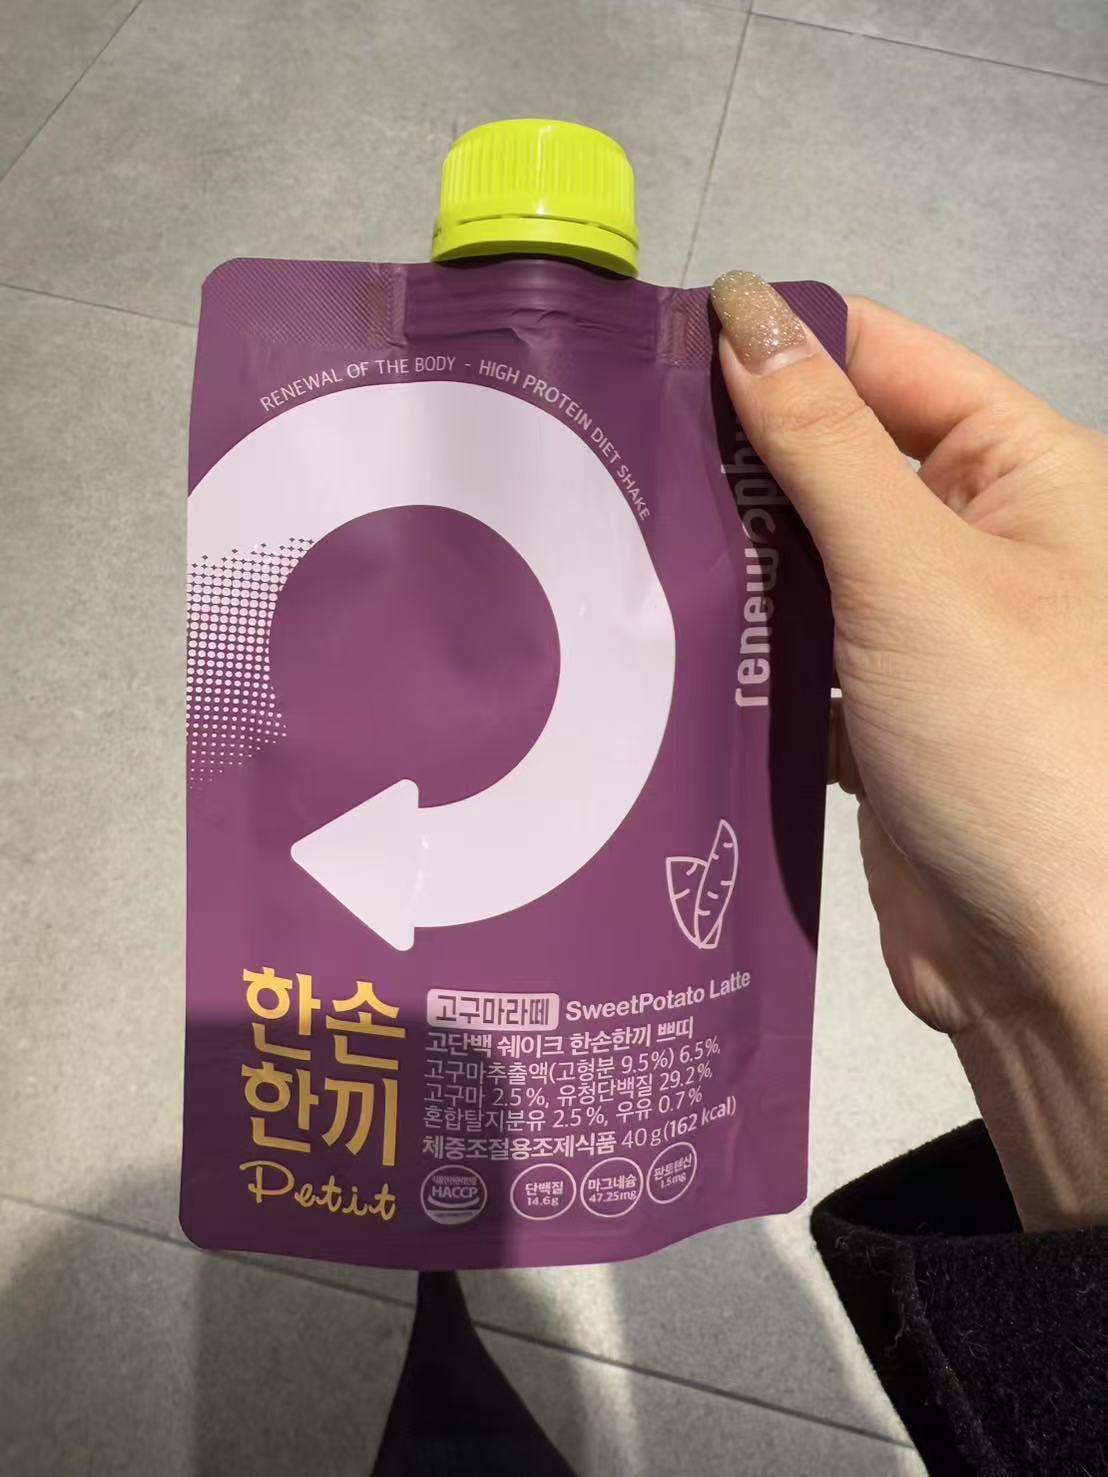 RENEWAL OF THE BODY - HIGH PROTEIN DIET SHAKE
renew
한손
한끼
Petit
고구마라떼 SweetPotato Latte
고단백 쉐이크 한손한끼 쁘띠
고구마추출액(고형분 9.5%) 6.5%,
고구마 2.5%, 유청단백질 29.2%,
혼합탈지분유 2.5%, 우유 0.7%
체중조절용조제식품 40g(162 kcal)
HACCP
단백질
14.6g
마그네슘
47.25mg
판토텐산
1.5mg